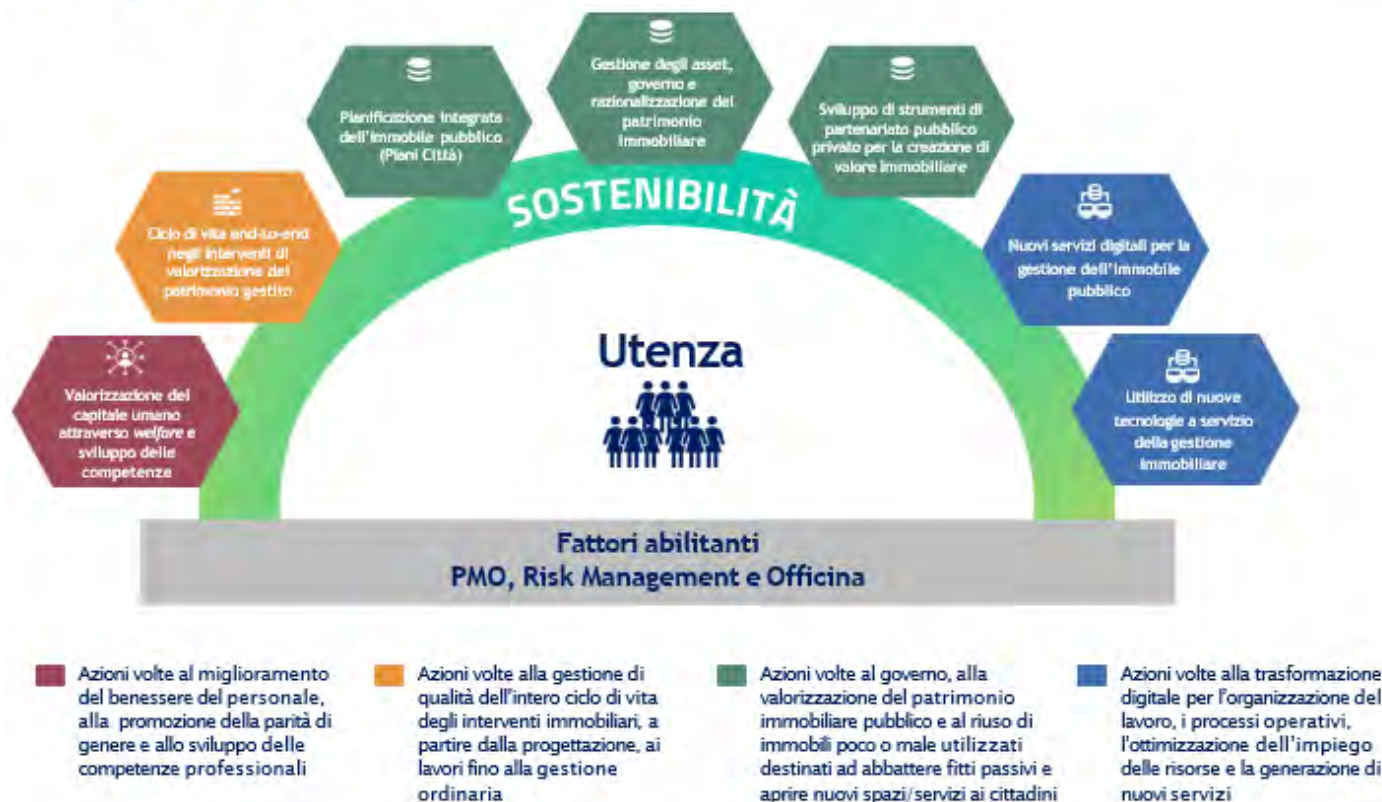 Gestione degli asset,
governo e
razionalizzazione del
patrimonio
immobiliare
Pianificazione integrata
dell'immobile pubblico
(Piani Città)
Sviluppo di strumenti di
partenariato pubblico
privato per la creazione di
valore immobiliare
SOSTENIBILITÀ
Ciclo di vita end-to-end
negli interventi di
valorizzazione del
patrimonio gestito
Nuovi servizi digitali per la
gestione dell'immobile
pubblico
Valorizzazione del
capitale umano
attraverso welfare e
sviluppo delle
competenze
Utilizzo di nuove
tecnologie a servizio
della gestione
immobiliare
Utenza
Fattori abilitanti
PMO, Risk Management e Officina
Azioni volte al miglioramento
del benessere del personale,
alla promozione della parità di
genere e allo sviluppo delle
competenze professionali
Azioni volte alla gestione di
qualità dell'intero ciclo di vita
degli interventi immobiliari, a
partire dalla progettazione, ai
lavori fino alla gestione
ordinaria
Azioni volte al governo, alla
valorizzazione del patrimonio
immobiliare pubblico e al riuso di
immobili poco o male utilizzati
destinati ad abbattere fitti passivi e
aprire nuovi spazi/servizi ai cittadini
Azioni volte alla trasformazione
digitale per l'organizzazione del
lavoro, i processi operativi,
l'ottimizzazione dell'impiego
delle risorse e la generazione di
nuovi servizi